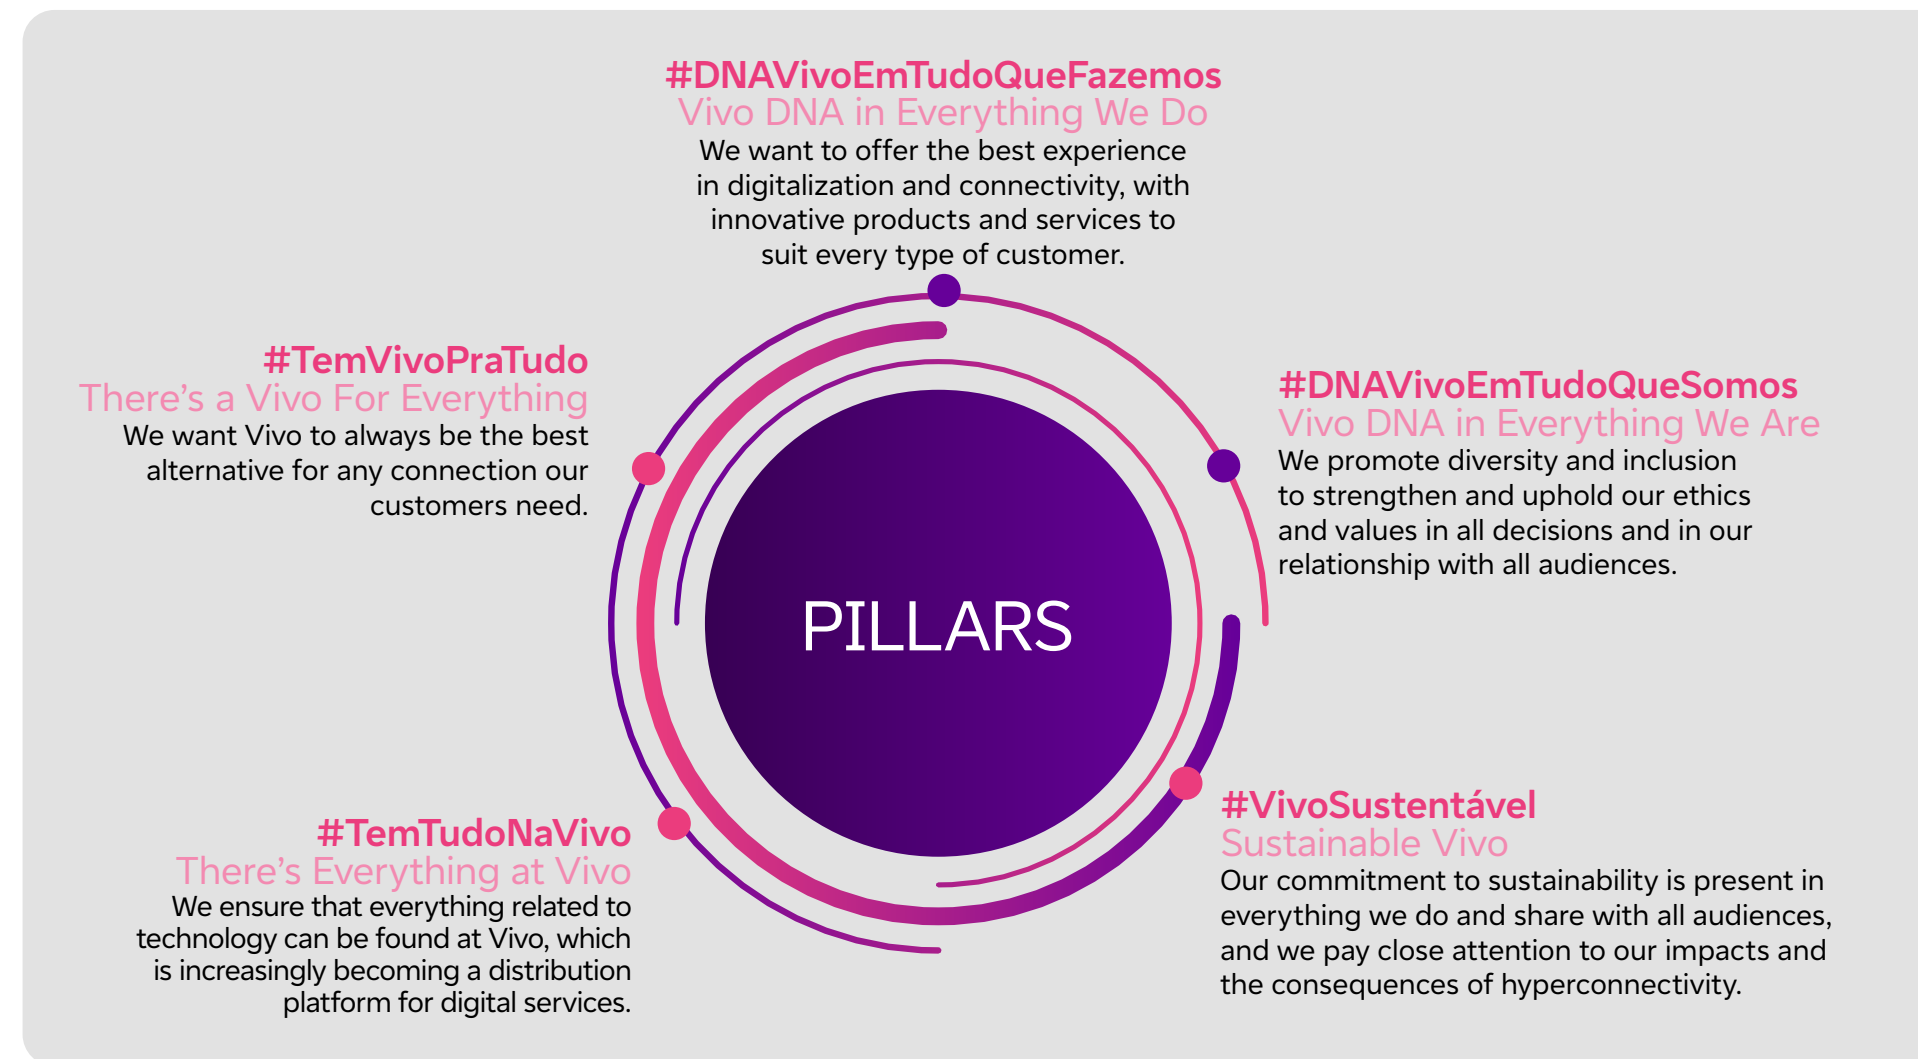 #DNAVivoEmTudoQueFazemos
Vivo DNA in Everything We Do
We want to offer the best experience
in digitalization and connectivity, with
innovative products and services to
suit every type of customer.
#TemVivoPraTudo
There's a Vivo For Everything
We want Vivo to always be the best
alternative for any connection our
customers need.
#DNAVivoEmTudoQueSomos
Vivo DNA in Everything We Are
We promote diversity and inclusion
to strengthen and uphold our ethics
and values in all decisions and in our
relationship with all audiences.
PILLARS
#TemTudoNaVivo
There's Everything at Vivo
We ensure that everything related to
technology can be found at Vivo, which
is increasingly becoming a distribution
platform for digital services.
#VivoSustentável
Sustainable Vivo
Our commitment to sustainability is present in
everything we do and share with all audiences,
and we pay close attention to our impacts and
the consequences of hyperconnectivity.